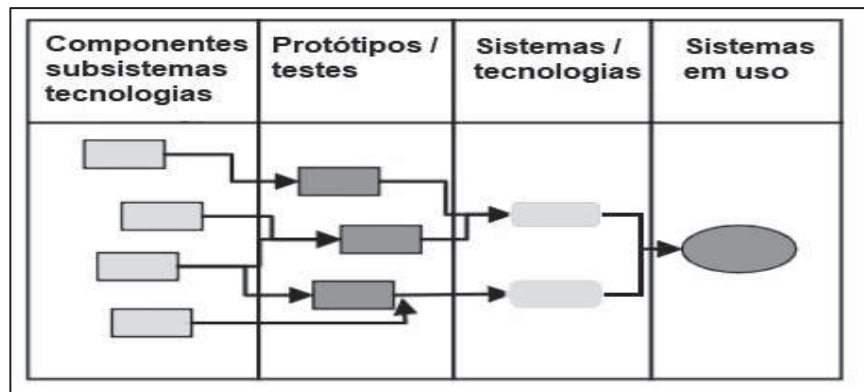 Componentes
subsistemas
tecnologias
Protótipos /
testes
Sistemas /
tecnologias
Sistemas
em uso